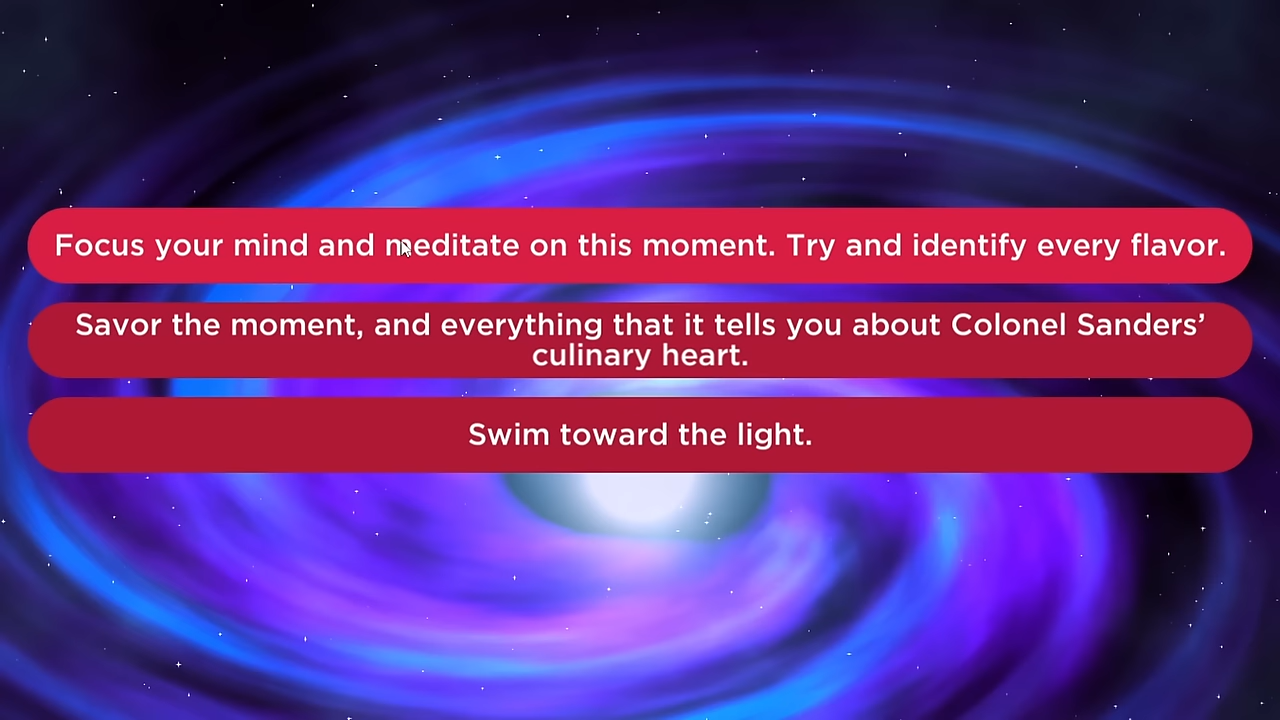 Focus your mind and meditate on this moment. Try and identify every flavor.
Savor the moment, and everything that it tells you about Colonel Sanders’
culinary heart.
Swim toward the light.